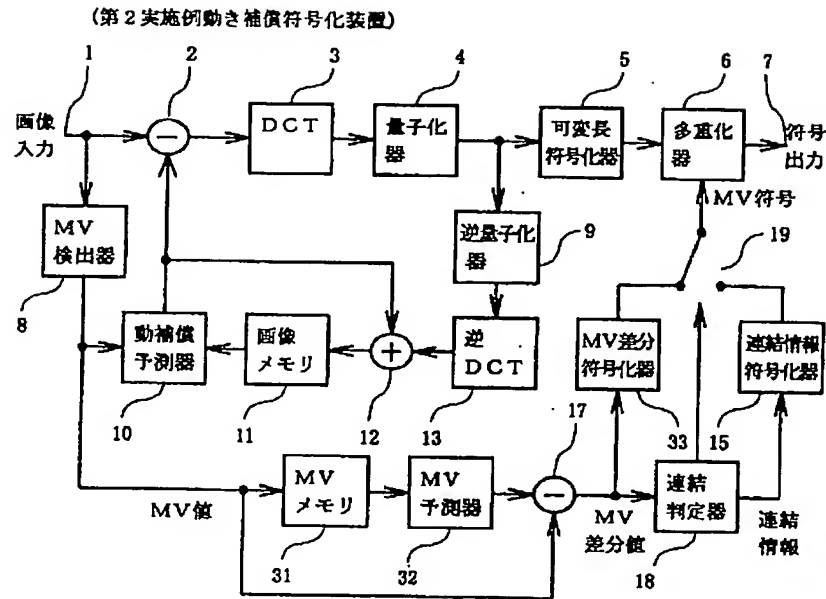 (第2実施例動き補償符号化装置)
1
2
3
4
5
6
7
画像
入力
−
DCT
量子化
器
可変長
符号化器
多重化
器
符号
出力
MV符号
MV
検出器
逆量子化
器
9
19
8
動補償
予測器
画像
メモリ
+
逆
DCT
MV差分
符号化器
連結情報
符号化器
10
11
12
13
17
33
15
MV値
MV
メモリ
MV
予測器
−
MV
差分値
連結
判定器
連結
情報
31
32
18